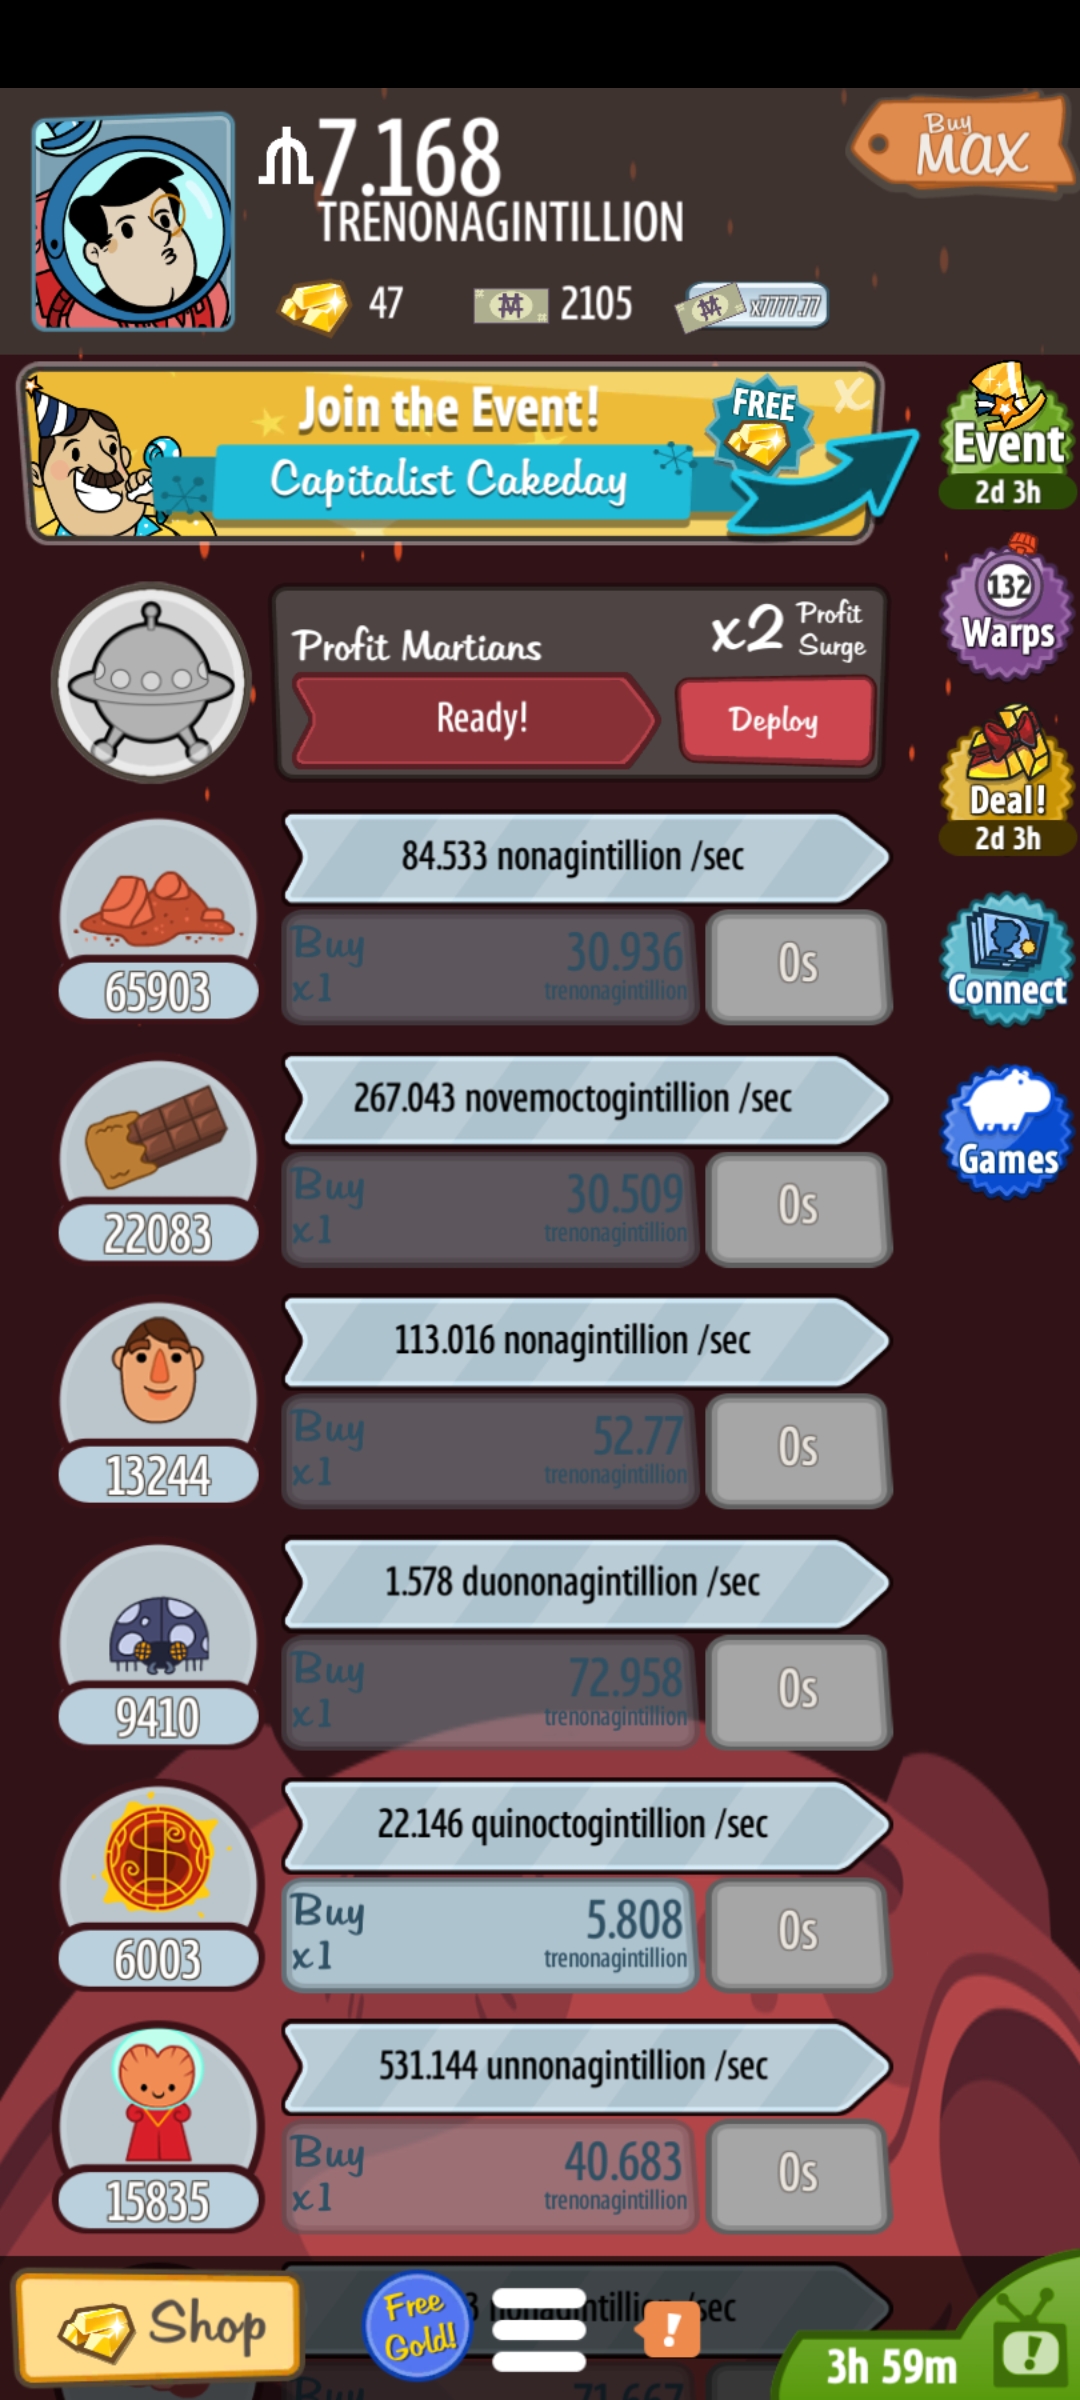 Buy
MAX
7.168
TRENONAGINTILLION
47
2105
x7777.77
Join the Event!
FREE
X
Capitalist Cakeday
Event
2d 3h
132
Warps
Profit Martians
x2 Profit Surge
Ready!
Deploy
Deal!
2d 3h
84.533 nonagintillion /sec
Buy
x1
30.936
trenonagintillion
0s
65903
Connect
267.043 novemoctogintillion /sec
Buy
x1
30.509
trenonagintillion
0s
22083
Games
113.016 nonagintillion /sec
Buy
x1
52.77
trenonagintillion
0s
13244
1.578 duononagintillion /sec
Buy
x1
72.958
trenonagintillion
0s
9410
22.146 quinoctogintillion /sec
Buy
x1
5.808
trenonagintillion
0s
6003
531.144 unnonagintillion /sec
Buy
x1
40.683
trenonagintillion
0s
15835
Shop
Free
Gold!
/sec
!
3h 59m
!
Buy
71.667